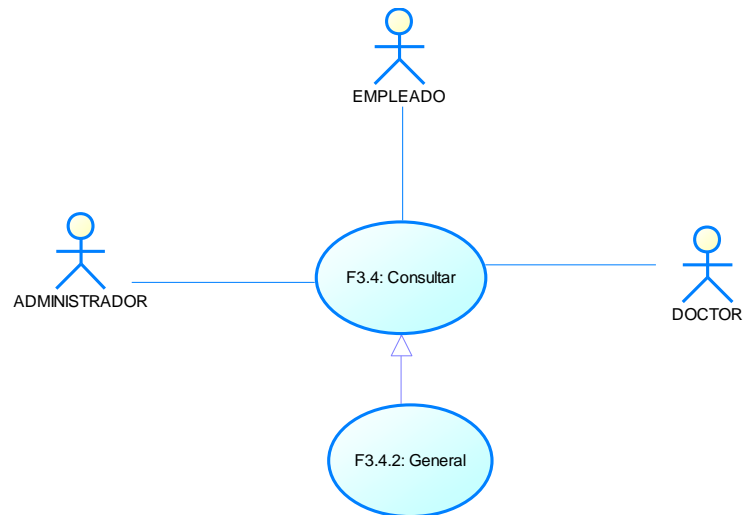 EMPLEADO
ADMINISTRADOR
F3.4: Consultar
DOCTOR
F3.4.2: General